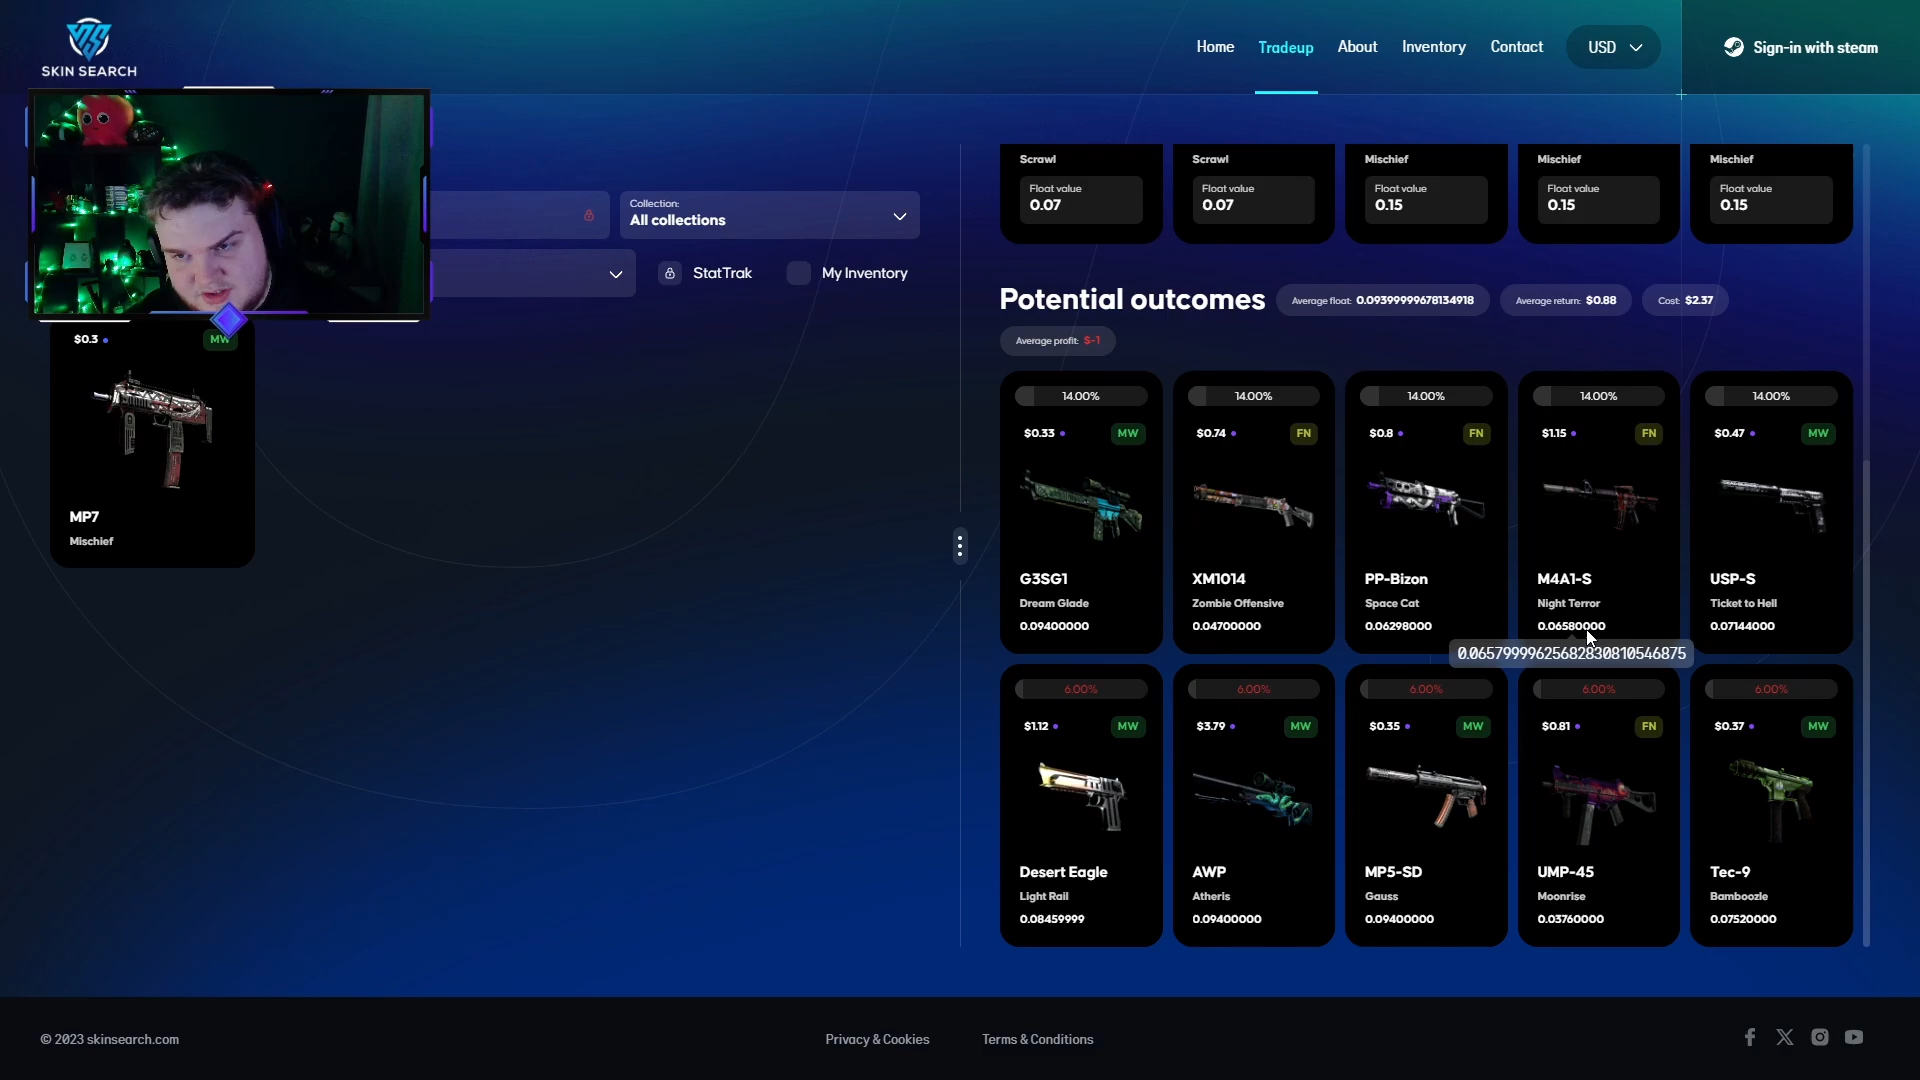 SKIN SEARCH
Home
Tradeup
About
Inventory
Contact
USD
Sign-in with steam
Collection:
All collections
StatTrak
My Inventory
$0.3
MW
MP7
Mischief
Scrawl
Float value
0.07
Scrawl
Float value
0.07
Mischief
Float value
0.15
Mischief
Float value
0.15
Mischief
Float value
0.15
Potential outcomes
Average float: 0.09399999678134918
Average return: $0.88
Cost: $2.37
Average profit: $-1
14.00%
$0.33
MW
G3SG1
Dream Glade
0.09400000
14.00%
$0.74
FN
XM1014
Zombie Offensive
0.04700000
14.00%
$0.8
FN
PP-Bizon
Space Cat
0.06298000
14.00%
$1.15
FN
M4A1-S
Night Terror
0.06580000
0.06579999625682830810546875
14.00%
$0.47
MW
USP-S
Ticket to Hell
0.07144000
6.00%
$1.12
MW
Desert Eagle
Light Rail
0.08459999
6.00%
$3.79
MW
AWP
Atheris
0.09400000
6.00%
$0.35
MW
MP5-SD
Gauss
0.09400000
6.00%
$0.81
FN
UMP-45
Moonrise
0.03760000
6.00%
$0.37
MW
Tec-9
Bamboozle
0.07520000
© 2023 skinsearch.com
Privacy & Cookies
Terms & Conditions